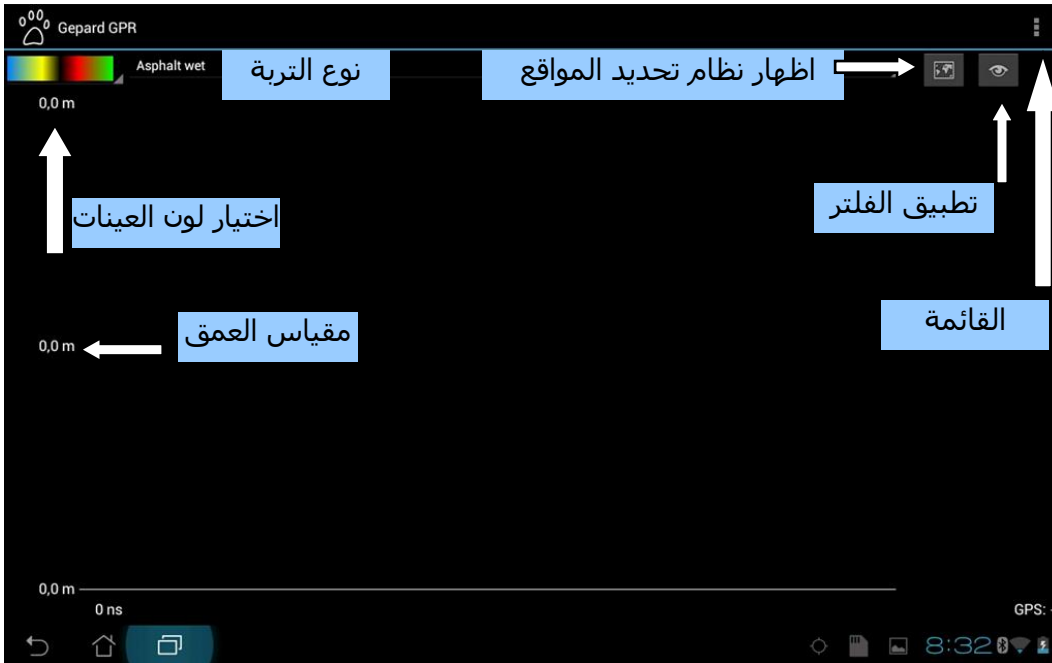 Gepard GPR
Asphalt wet
نوع التربة
اظهار نظام تحديد المواقع
0,0 m
تطبيق الفلتر
اختيار لون العينات
القائمة
مقياس العمق
0,0 m
0,0 m
0 ns
GPS: -
8:32